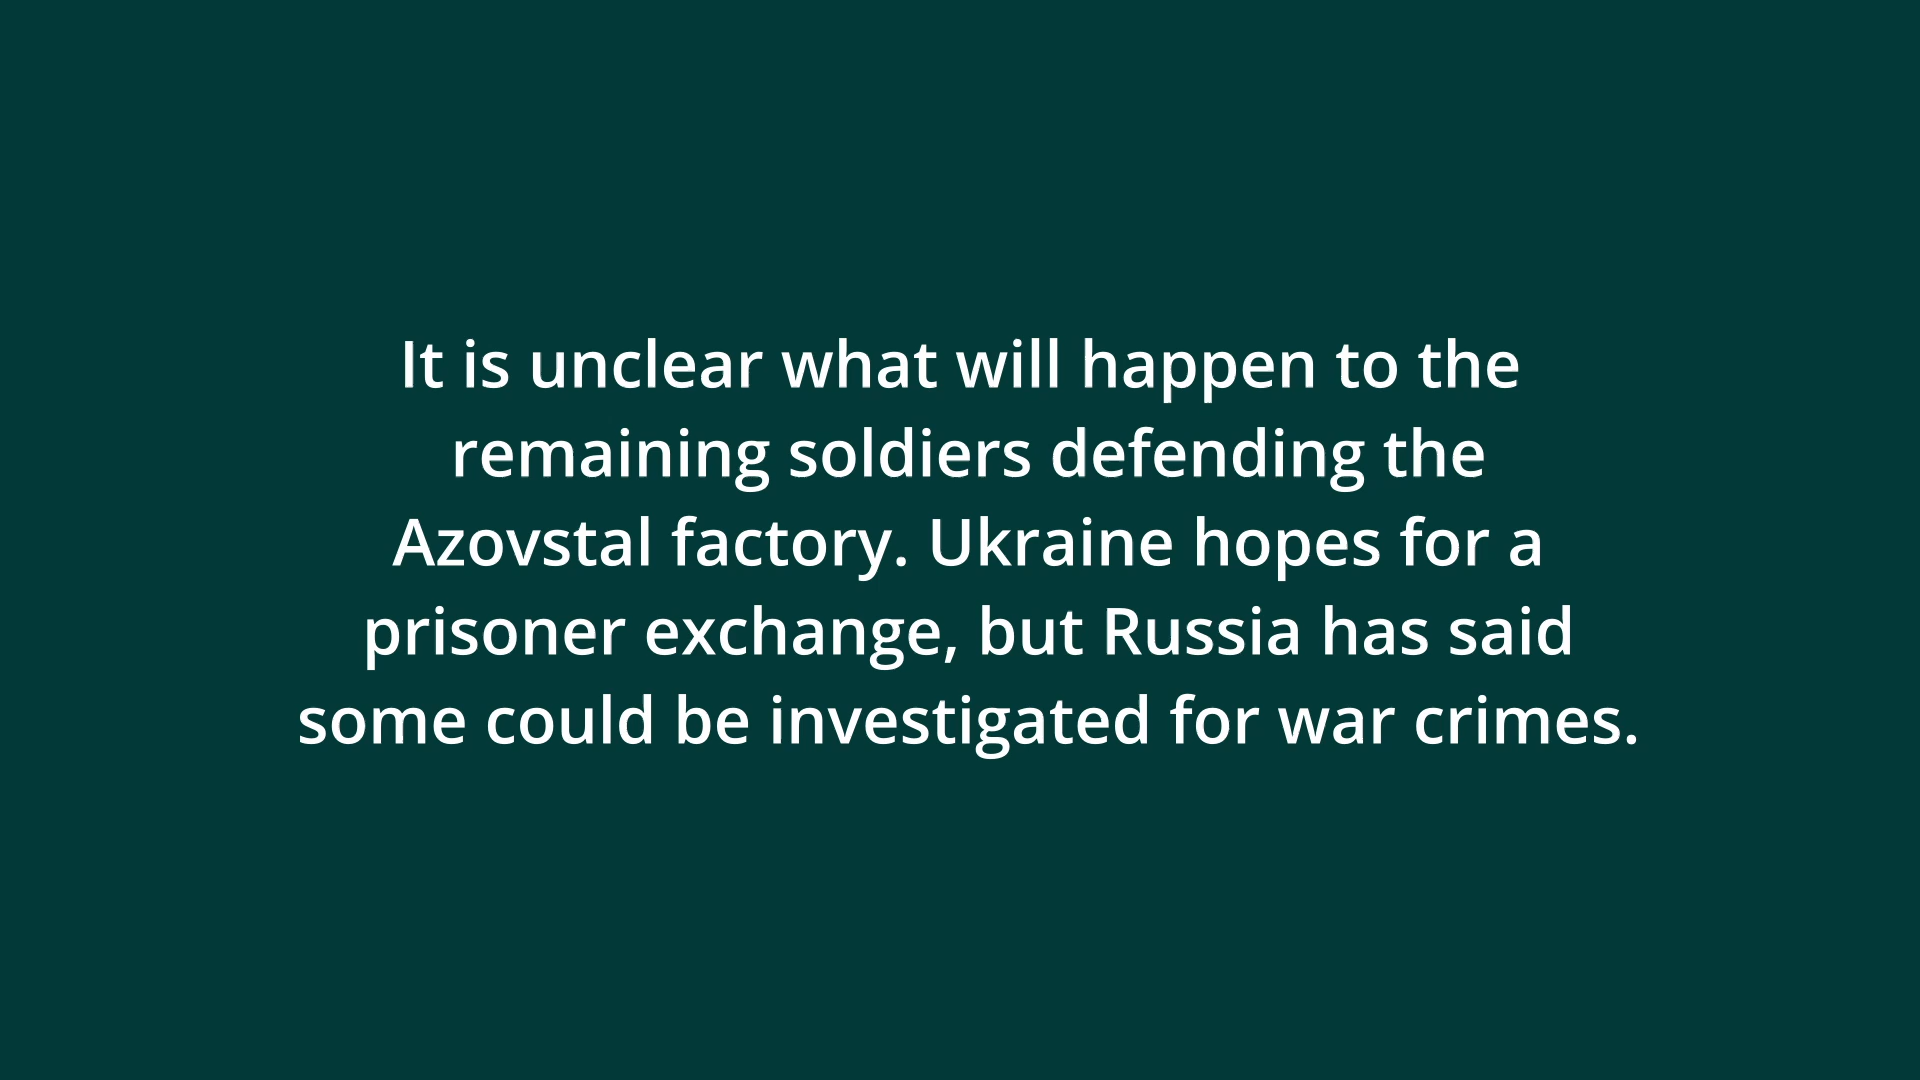 It is unclear what will happen to the
remaining soldiers defending the
Azovstal factory. Ukraine hopes for a
prisoner exchange, but Russia has said
some could be investigated for war crimes.